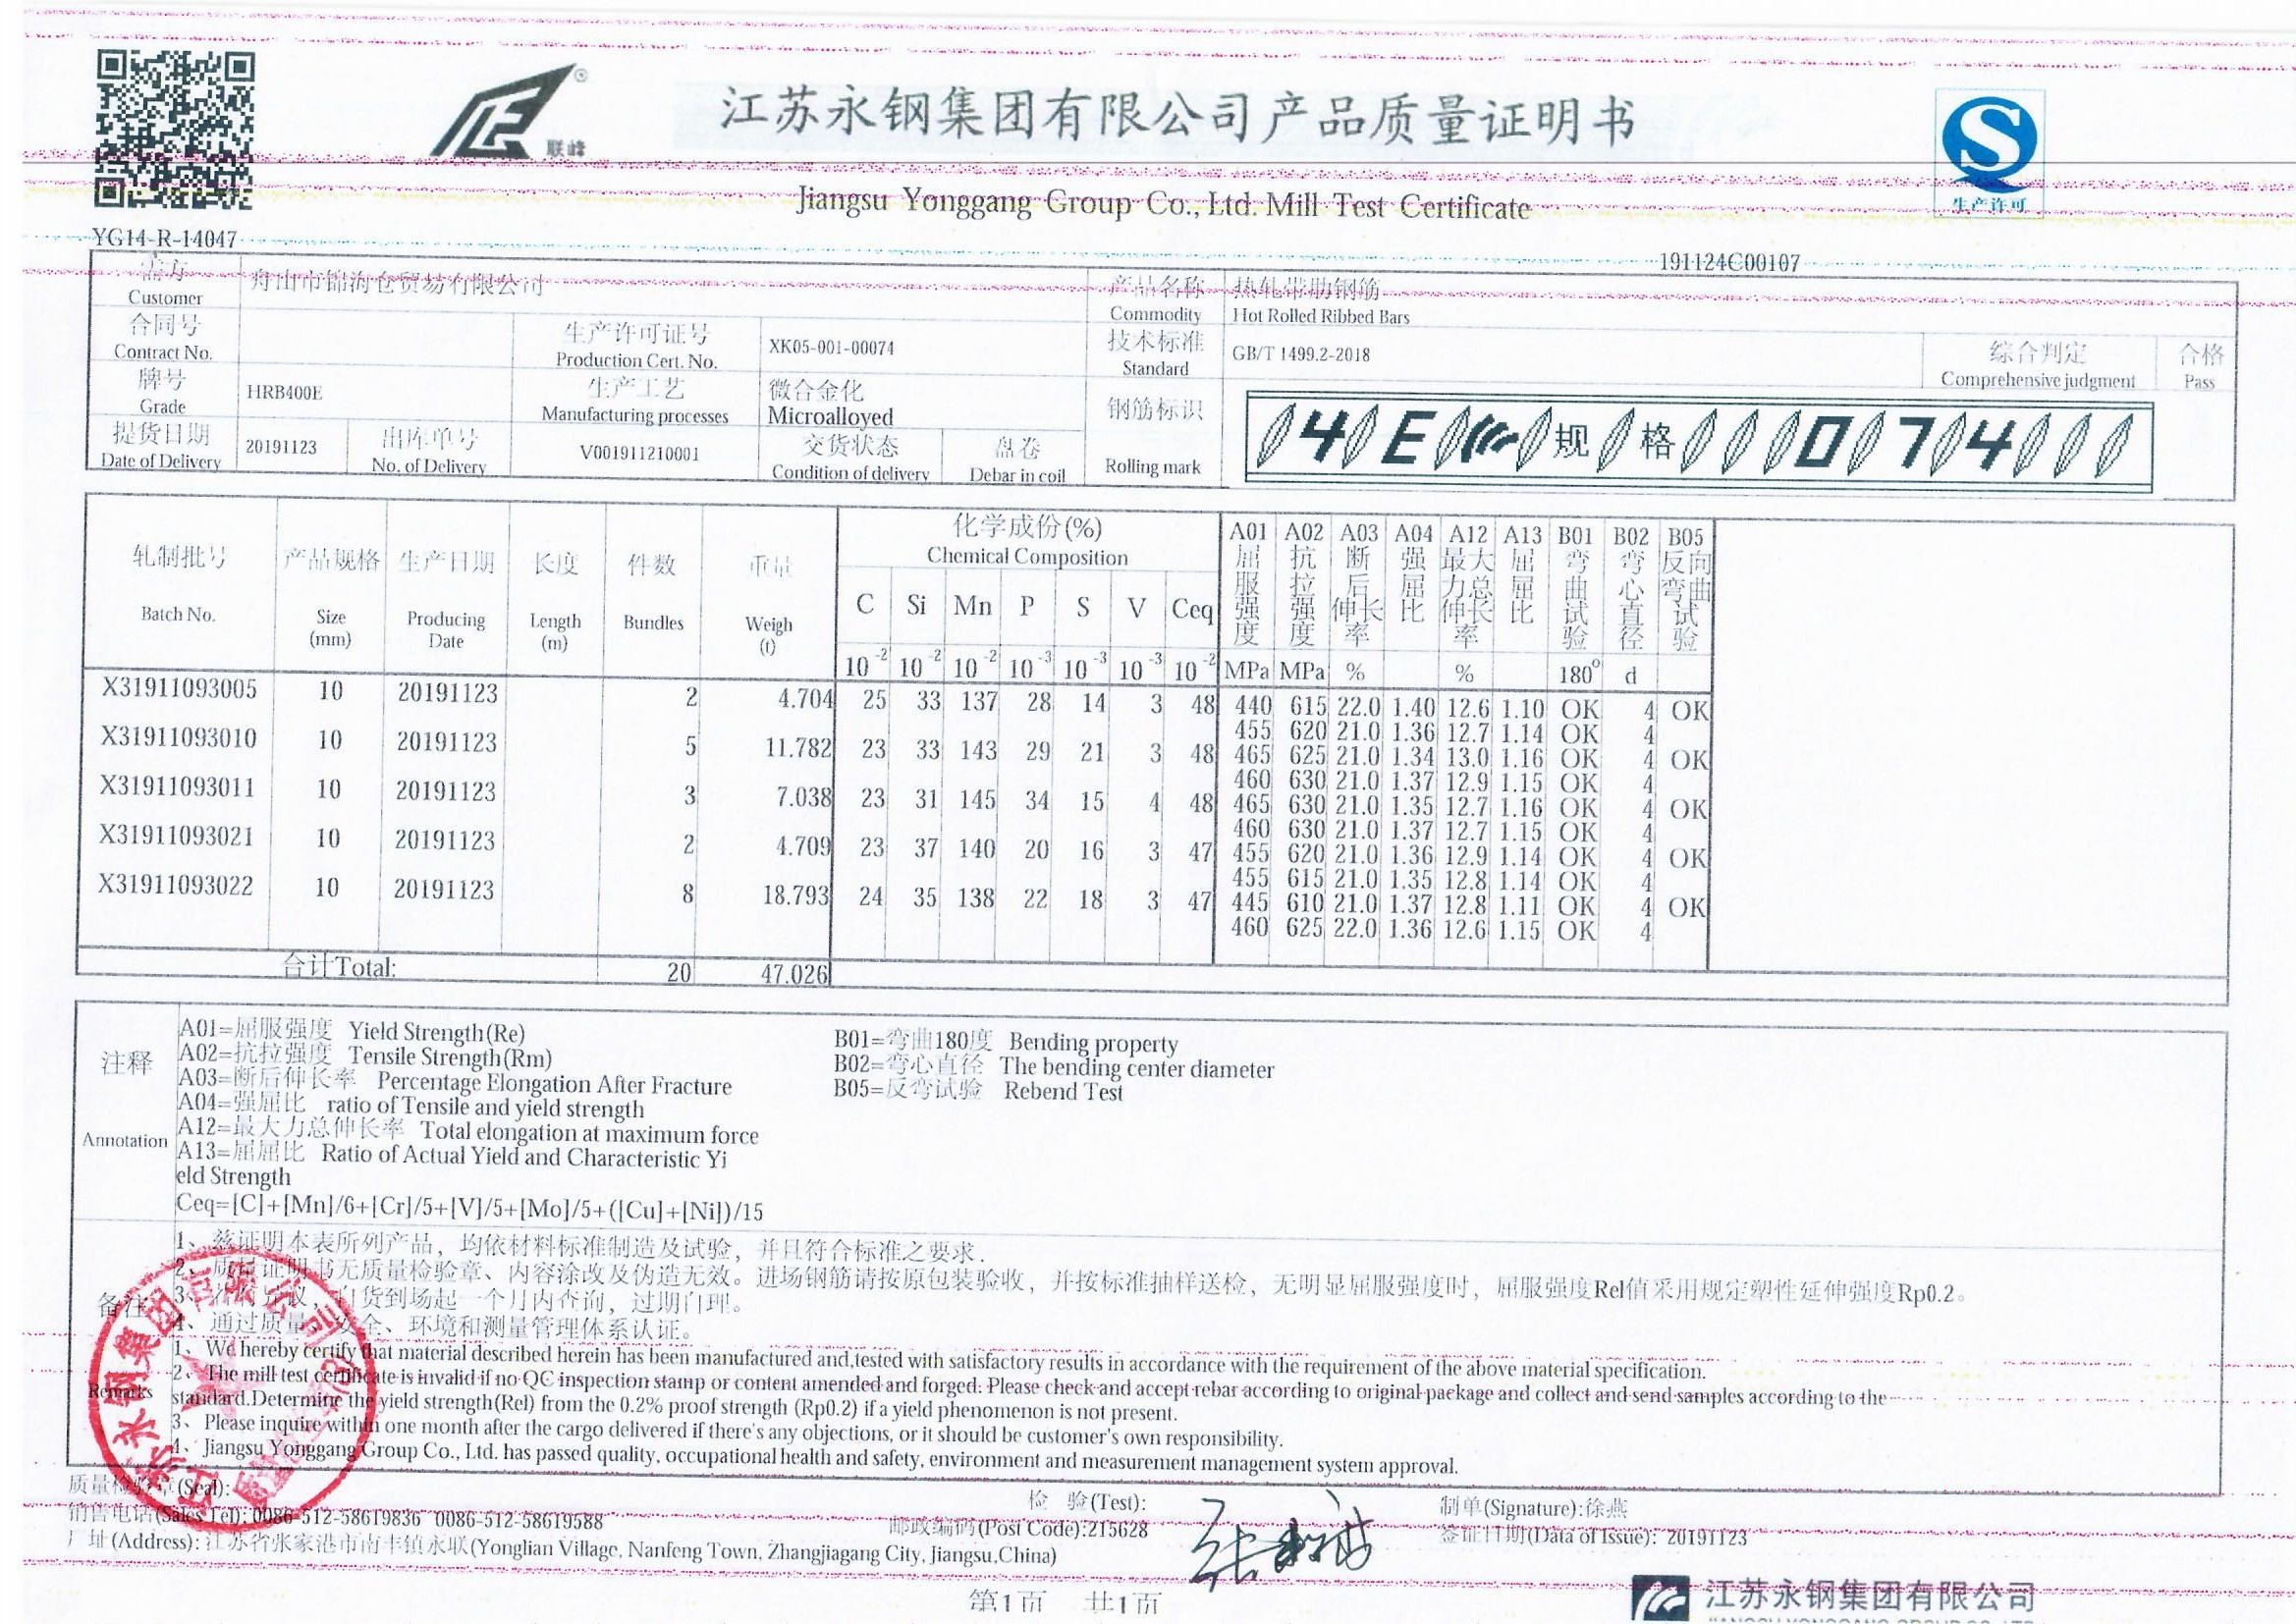 联峰
江苏永钢集团有限公司产品质量证明书
Jiangsu Yonggang Group Co., Ltd. Mill Test Certificate
生产许可
YG14-R-14047
191124C00107
需方 Customer 舟山市锦海仓贸易有限公司 产品名称 Commodity 热轧带肋钢筋 Hot Rolled Ribbed Bars
合同号 Contract No. 生产许可证号 Production Cert. No. XK05-001-00074 技术标准 Standard GB/T 1499.2-2018 综合判定 Comprehensive judgment 合格 Pass
牌号 Grade HRB400E 生产工艺 Manufacturing processes 微合金化 Microalloyed 钢筋标识 Rolling mark 4 E 规 格 0 7 4
提货日期 Date of Delivery 20191123 出库单号 No. of Delivery V001911210001 交货状态 Condition of delivery 盘卷 Debar in coil
轧制批号 产品规格 生产日期 长度 件数 重量 化学成份(%) Chemical Composition
Batch No. Size (mm) Producing Date Length (m) Bundles Weigh (t) C Si Mn P S V Ceq
A01 A02 A03 A04 A12 A13 B01 B02 B05
屈服强度 抗拉强度 断后伸长率 强屈比 最大力总伸长率 屈屈比 弯曲试验 弯心直径 反向弯曲试验
10-2 10-2 10-2 10-3 10-3 10-3 10-2 MPa MPa % % 180° d
X31911093005 10 20191123 2 4.704 25 33 137 28 14 3 48 440 615 22.0 1.40 12.6 1.10 OK 4 OK
455 620 21.0 1.36 12.7 1.14 OK 4
X31911093010 10 20191123 5 11.782 23 33 143 29 21 3 48 465 625 21.0 1.34 13.0 1.16 OK 4 OK
460 630 21.0 1.37 12.9 1.15 OK 4
X31911093011 10 20191123 3 7.038 23 31 145 34 15 4 48 465 630 21.0 1.35 12.7 1.16 OK 4 OK
460 630 21.0 1.37 12.7 1.15 OK 4
X31911093021 10 20191123 2 4.709 23 37 140 20 16 3 47 455 620 21.0 1.36 12.9 1.14 OK 4 OK
455 615 21.0 1.35 12.8 1.14 OK 4
X31911093022 10 20191123 8 18.793 24 35 138 22 18 3 47 445 610 21.0 1.37 12.8 1.11 OK 4 OK
460 625 22.0 1.36 12.6 1.15 OK 4
合计Total: 20 47.026
注释
Annotation
A01=屈服强度 Yield Strength(Re)
A02=抗拉强度 Tensile Strength(Rm)
A03=断后伸长率 Percentage Elongation After Fracture
A04=强屈比 ratio of Tensile and yield strength
A12=最大力总伸长率 Total elongation at maximum force
A13=屈屈比 Ratio of Actual Yield and Characteristic Yi
eld Strength
Ceq=[C]+[Mn]/6+[Cr]/5+[V]/5+[Mo]/5+([Cu]+[Ni])/15
B01=弯曲180度 Bending property
B02=弯心直径 The bending center diameter
B05=反弯试验 Rebend Test
备注
Remarks
1、兹证明本表所列产品，均依材料标准制造及试验，并且符合标准之要求.
2、质量证明书无质量检验章、内容涂改及伪造无效。进场钢筋请按原包装验收，并按标准抽样送检，无明显屈服强度时，屈服强度Rel值采用规定塑性延伸强度Rp0.2。
3、如有异议，自货到场起一个月内查询，过期自理。
4、通过质量、安全、环境和测量管理体系认证。
1、We hereby certify that material described herein has been manufactured and,tested with satisfactory results in accordance with the requirement of the above material specification.
2、The mill test certificate is invalid if no QC inspection stamp or content amended and forged. Please check and accept rebar according to original package and collect and send samples according to the
standard.Determine the yield strength(Rel) from the 0.2% proof strength (Rp0.2) if a yield phenomenon is not present.
3、Please inquire within one month after the cargo delivered if there's any objections, or it should be customer's own responsibility.
4、Jiangsu Yonggang Group Co., Ltd. has passed quality, occupational health and safety, environment and measurement management system approval.
江苏永钢集团有限公司
质量检验章(Seal): 检 验(Test): 制单(Signature):徐燕
销售电话(Sales Tel): 0086-512-58619836 0086-512-58619588 邮政编码(Post Code):215628 签证日期(Data of Issue): 20191123
厂址(Address): 江苏省张家港市南丰镇永联(Yonglian Village, Nanfeng Town, Zhangjiagang City, Jiangsu,China)
第1页 共1页
江苏永钢集团有限公司